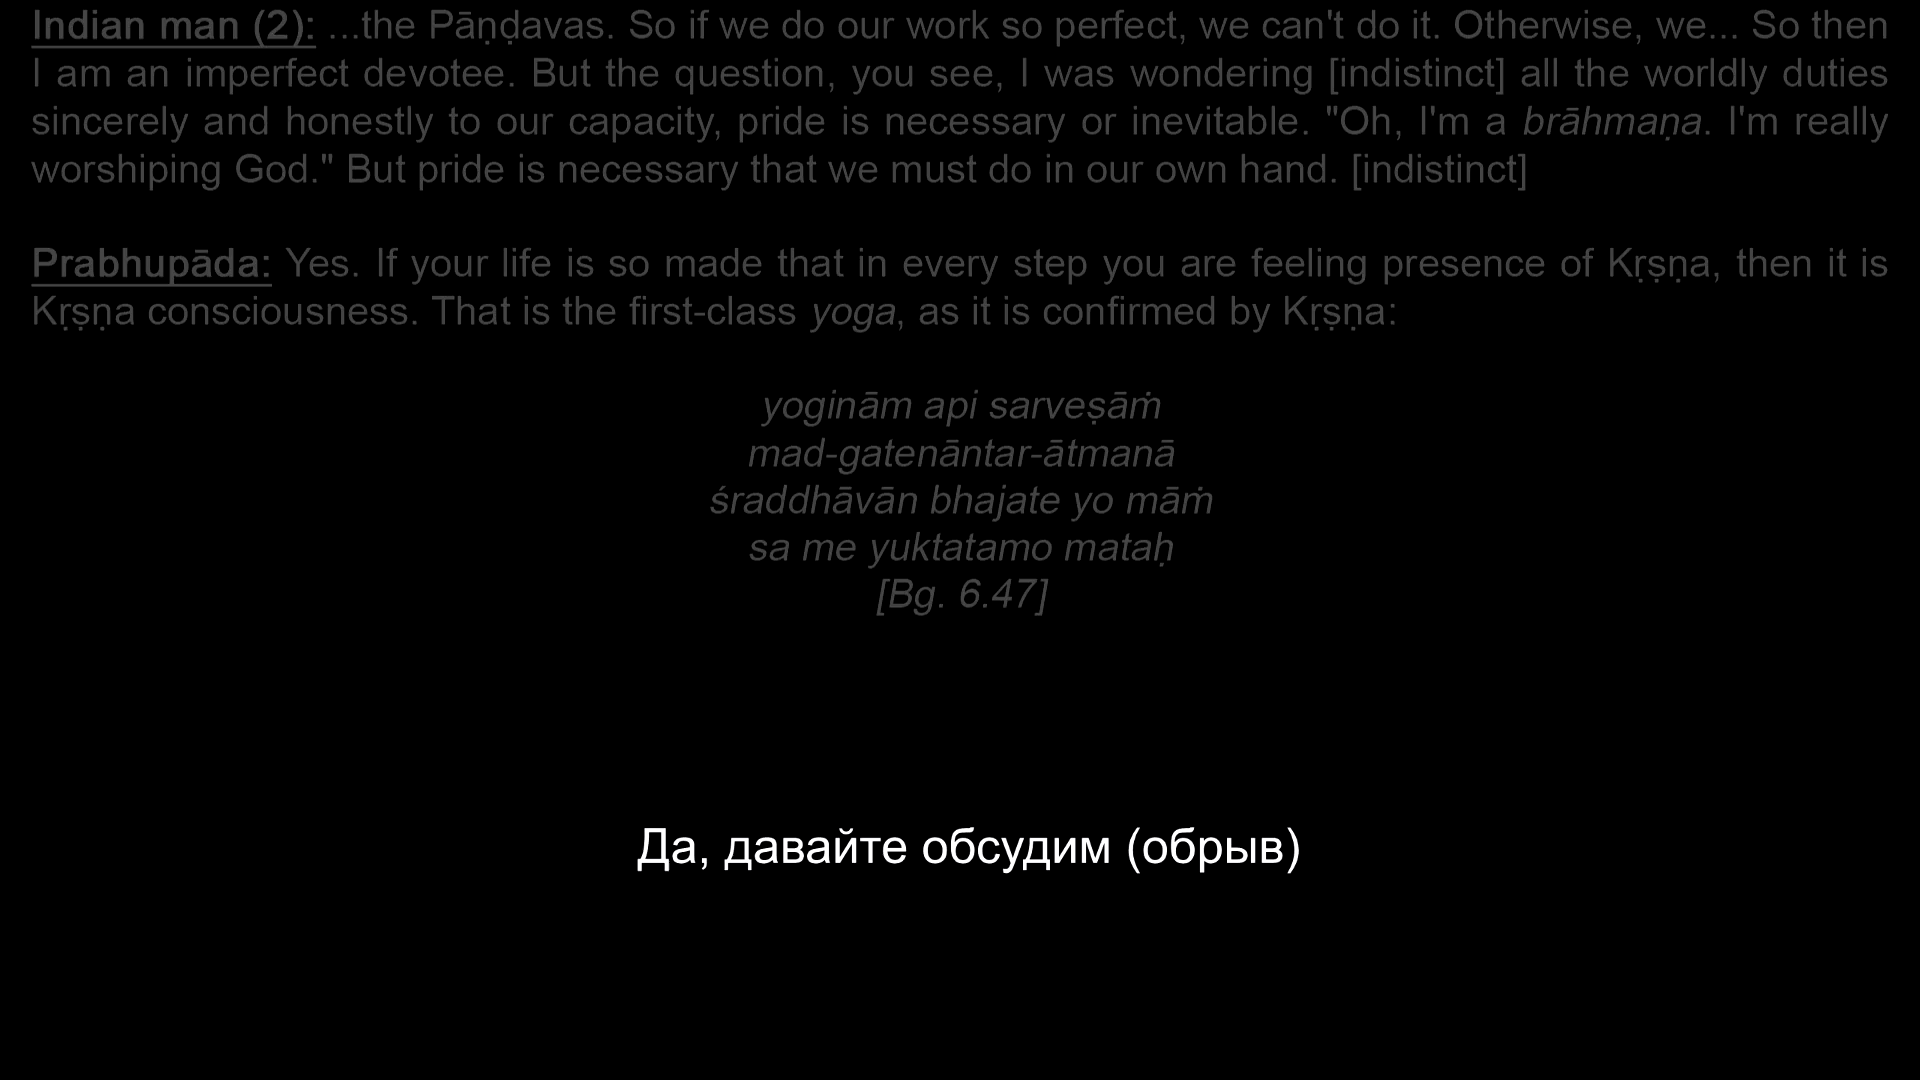 Indian man (2): ...the Pāṇḍavas. So if we do our work so perfect, we can't do it. Otherwise, we... So then
I am an imperfect devotee. But the question, you see, I was wondering [indistinct] all the worldly duties
sincerely and honestly to our capacity, pride is necessary or inevitable. "Oh, I'm a brāhmaṇa. I'm really
worshiping God." But pride is necessary that we must do in our own hand. [indistinct]
Prabhupāda: Yes. If your life is so made that in every step you are feeling presence of Kṛṣṇa, then it is
Kṛṣṇa consciousness. That is the first-class yoga, as it is confirmed by Kṛṣṇa:
yoginām api sarveṣāṁ
mad-gatenāntar-ātmanā
śraddhāvān bhajate yo māṁ
sa me yuktatamo mataḥ
[Bg. 6.47]
Да, давайте обсудим (обрыв)